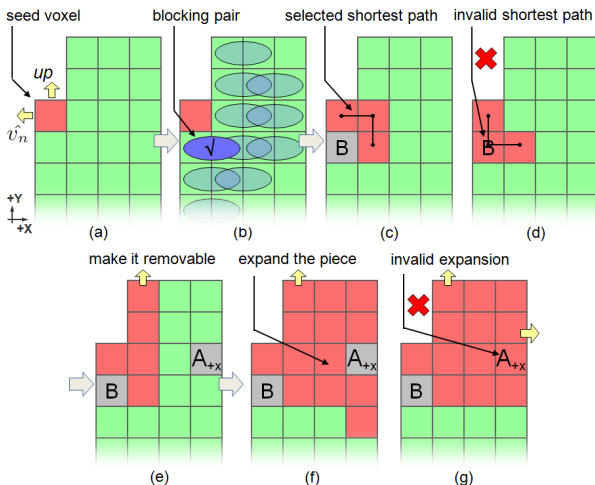 seed voxel
blocking pair
selected shortest path
invalid shortest path
up
v̂n
√
B
B
+Y
+X
(a)
(b)
(c)
(d)
make it removable
expand the piece
invalid expansion
A+x
A+x
A+x
B
B
B
(e)
(f)
(g)